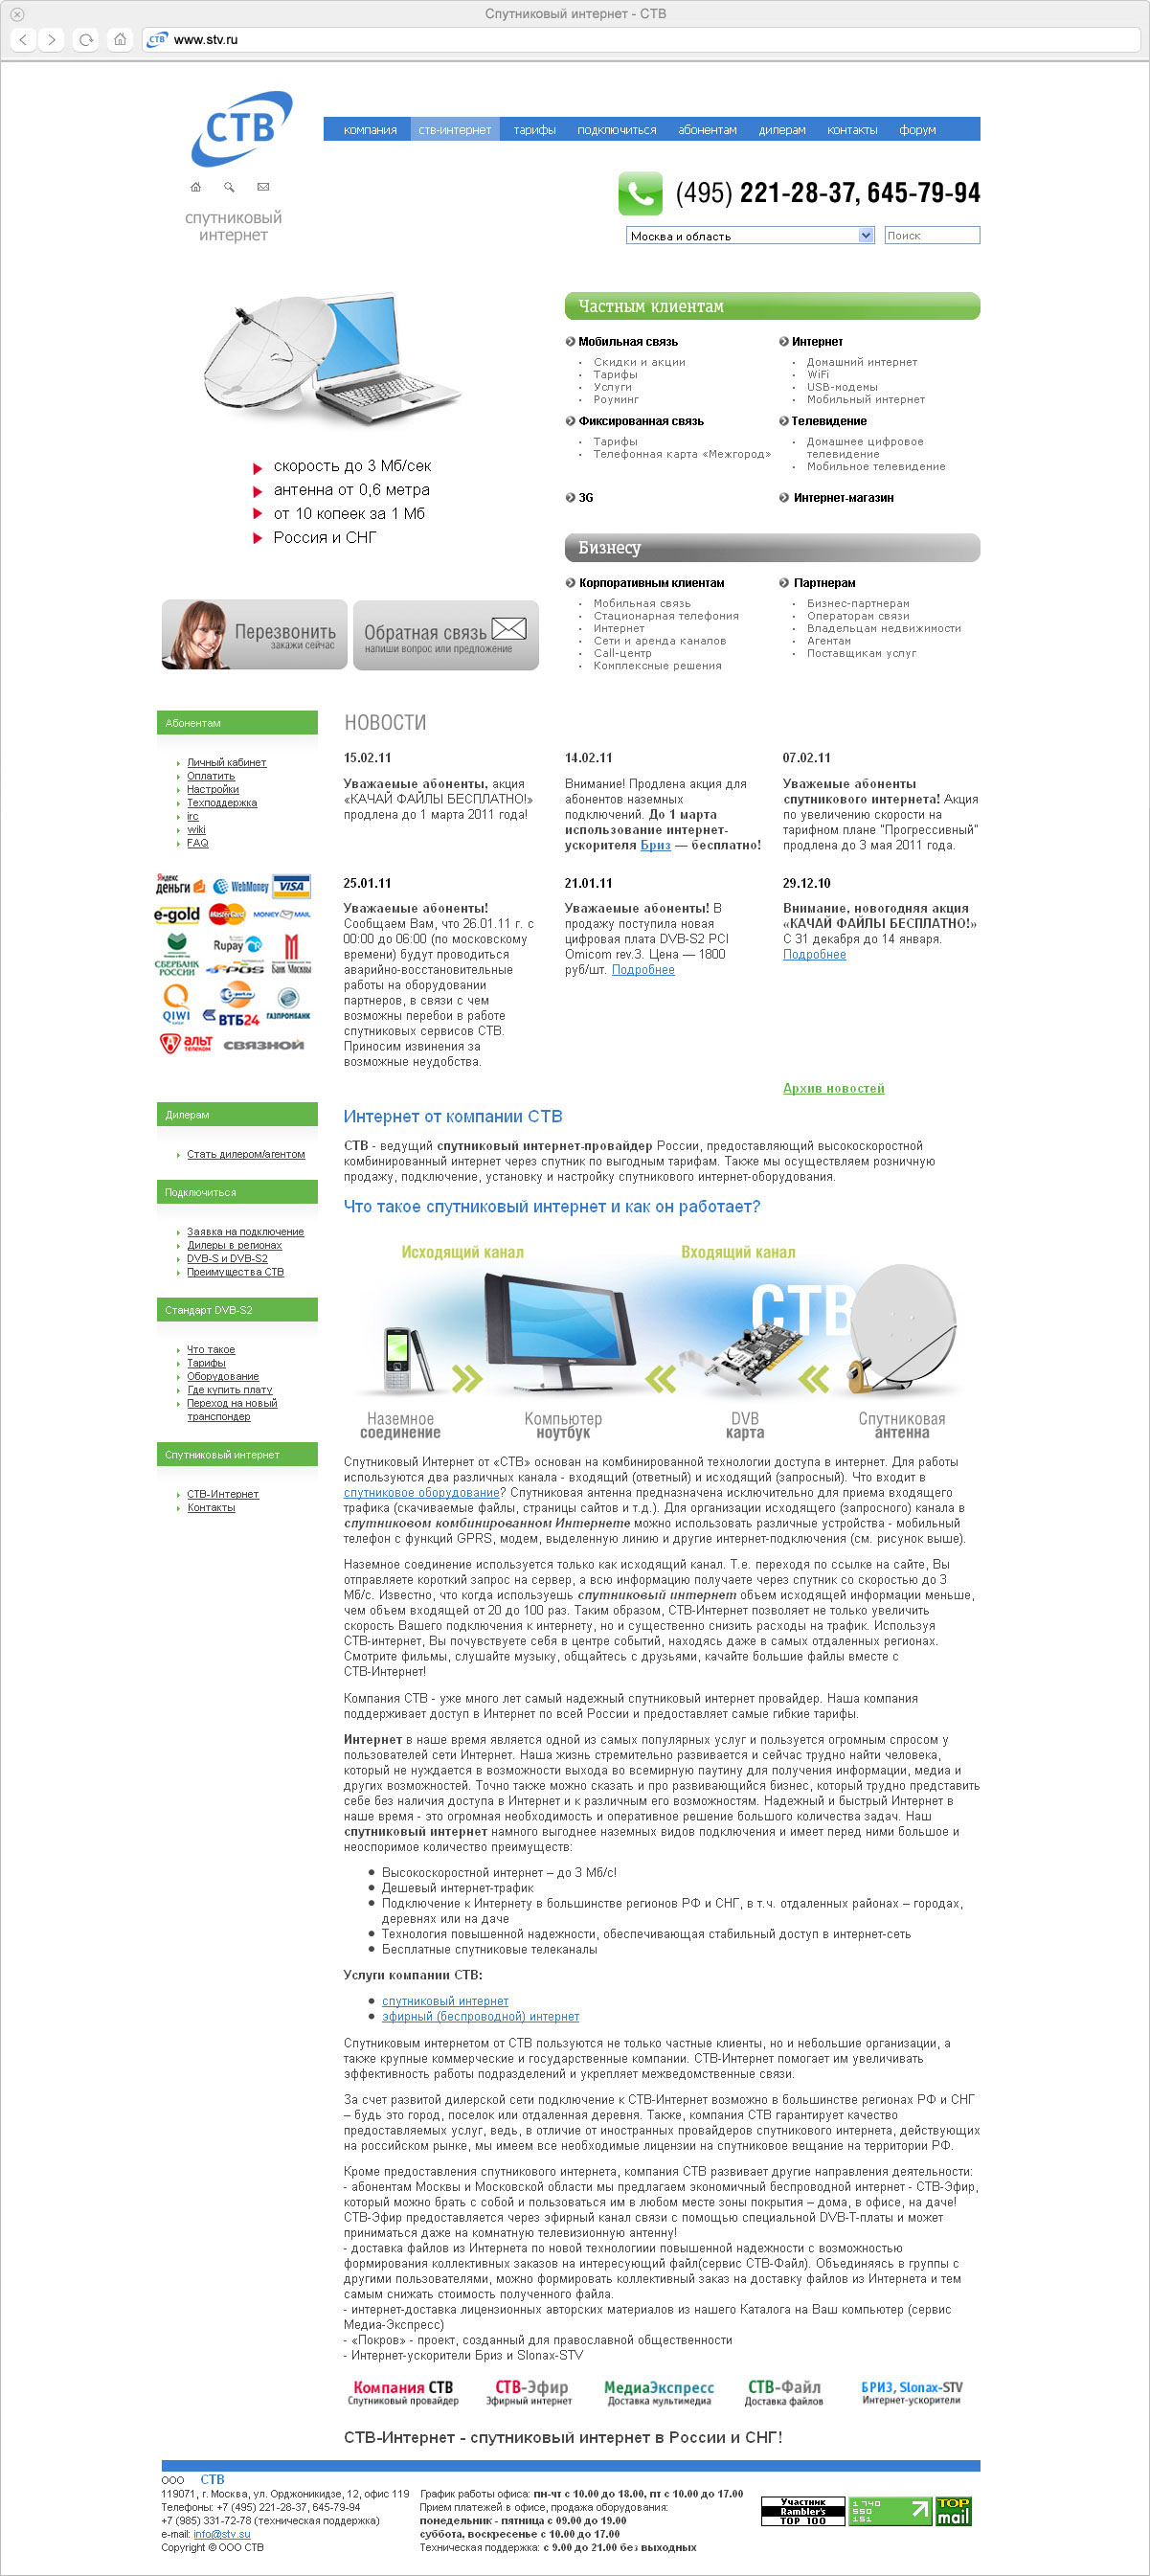 Спутниковый интернет - СТВ
СТВ www.stv.ru
СТВ
компания ств-интернет тарифы подключиться абонентам дилерам контакты форум
(495) 221-28-37, 645-79-94
спутниковый
интернет
Москва и область Поиск
Частным клиентам
Мобильная связь
Скидки и акции
Тарифы
Услуги
Роуминг
Интернет
Домашний интернет
WiFi
USB-модемы
Мобильный интернет
Фиксированная связь
Тарифы
Телефонная карта «Межгород»
Телевидение
Домашнее цифровое
телевидение
Мобильное телевидение
3G
Интернет-магазин
скорость до 3 Мб/сек
антенна от 0,6 метра
от 10 копеек за 1 Мб
Россия и СНГ
Бизнесу
Корпоративным клиентам
Мобильная связь
Стационарная телефония
Интернет
Сети и аренда каналов
Call-центр
Комплексные решения
Партнерам
Бизнес-партнерам
Операторам связи
Владельцам недвижимости
Агентам
Поставщикам услуг
Перезвонить
закажи сейчас
Обратная связь
напиши вопрос или предложение
Абонентам
Личный кабинет
Оплатить
Настройки
Техподдержка
irc
wiki
FAQ
Яндекс
деньги WebMoney VISA
e-gold MasterCard MONEY MAIL
СБЕРБАНК
РОССИИ
Rupay
POS
Банк Москвы
QIWI
ВТБ24
ГАЗПРОМБАНК
АЛЬТ
ТЕЛЕКОМ
СВЯЗНОЙ
Дилерам
Стать дилером/агентом
Подключиться
Заявка на подключение
Дилеры в регионах
DVB-S и DVB-S2
Преимущества СТВ
Стандарт DVB-S2
Что такое
Тарифы
Оборудование
Где купить плату
Переход на новый
транспондер
Спутниковый интернет
СТВ-Интернет
Контакты
НОВОСТИ
15.02.11
Уважаемые абоненты, акция
«КАЧАЙ ФАЙЛЫ БЕСПЛАТНО!»
продлена до 1 марта 2011 года!
14.02.11
Внимание! Продлена акция для
абонентов наземных
подключений. До 1 марта
использование интернет-
ускорителя Бриз — бесплатно!
07.02.11
Уважемые абоненты
спутникового интернета! Акция
по увеличению скорости на
тарифном плане "Прогрессивный"
продлена до 3 мая 2011 года.
25.01.11
Уважаемые абоненты!
Сообщаем Вам, что 26.01.11 г. с
00:00 до 06:00 (по московскому
времени) будут проводиться
аварийно-восстановительные
работы на оборудовании
партнеров, в связи с чем
возможны перебои в работе
спутниковых сервисов СТВ.
Приносим извинения за
возможные неудобства.
21.01.11
Уважаемые абоненты! В
продажу поступила новая
цифровая плата DVB-S2 PCI
Omicom rev.3. Цена — 1800
руб/шт. Подробнее
29.12.10
Внимание, новогодняя акция
«КАЧАЙ ФАЙЛЫ БЕСПЛАТНО!»
С 31 декабря до 14 января.
Подробнее
Архив новостей
Интернет от компании СТВ
СТВ - ведущий спутниковый интернет-провайдер России, предоставляющий высокоскоростной
комбинированный интернет через спутник по выгодным тарифам. Также мы осуществляем розничную
продажу, подключение, установку и настройку спутникового интернет-оборудования.
Что такое спутниковый интернет и как он работает?
Исходящий канал Входящий канал
СТВ
Наземное
соединение
Компьютер
ноутбук
DVB
карта
Спутниковая
антенна
Спутниковый Интернет от «СТВ» основан на комбинированной технологии доступа в интернет. Для работы
используются два различных канала - входящий (ответный) и исходящий (запросный). Что входит в
спутниковое оборудование? Спутниковая антенна предназначена исключительно для приема входящего
трафика (скачиваемые файлы, страницы сайтов и т.д.). Для организации исходящего (запросного) канала в
спутниковом комбинированном Интернете можно использовать различные устройства - мобильный
телефон с функций GPRS, модем, выделенную линию и другие интернет-подключения (см. рисунок выше).
Наземное соединение используется только как исходящий канал. Т.е. переходя по ссылке на сайте, Вы
отправляете короткий запрос на сервер, а всю информацию получаете через спутник со скоростью до 3
Мб/с. Известно, что когда используешь спутниковый интернет объем исходящей информации меньше,
чем объем входящей от 20 до 100 раз. Таким образом, СТВ-Интернет позволяет не только увеличить
скорость Вашего подключения к интернету, но и существенно снизить расходы на трафик. Используя
СТВ-интернет, Вы почувствуете себя в центре событий, находясь даже в самых отдаленных регионах.
Смотрите фильмы, слушайте музыку, общайтесь с друзьями, качайте большие файлы вместе с
СТВ-Интернет!
Компания СТВ - уже много лет самый надежный спутниковый интернет провайдер. Наша компания
поддерживает доступ в Интернет по всей России и предоставляет самые гибкие тарифы.
Интернет в наше время является одной из самых популярных услуг и пользуется огромным спросом у
пользователей сети Интернет. Наша жизнь стремительно развивается и сейчас трудно найти человека,
который не нуждается в возможности выхода во всемирную паутину для получения информации, медиа и
других возможностей. Точно также можно сказать и про развивающийся бизнес, который трудно представить
себе без наличия доступа в Интернет и к различным его возможностям. Надежный и быстрый Интернет в
наше время - это огромная необходимость и оперативное решение большого количества задач. Наш
спутниковый интернет намного выгоднее наземных видов подключения и имеет перед ними большое и
неоспоримое количество преимуществ:
Высокоскоростной интернет – до 3 Мб/с!
Дешевый интернет-трафик
Подключение к Интернету в большинстве регионов РФ и СНГ, в т.ч. отдаленных районах – городах,
деревнях или на даче
Технология повышенной надежности, обеспечивающая стабильный доступ в интернет-сеть
Бесплатные спутниковые телеканалы
Услуги компании СТВ:
спутниковый интернет
эфирный (беспроводной) интернет
Спутниковым интернетом от СТВ пользуются не только частные клиенты, но и небольшие организации, а
также крупные коммерческие и государственные компании. СТВ-Интернет помогает им увеличивать
эффективность работы подразделений и укрепляет межведомственные связи.
За счет развитой дилерской сети подключение к СТВ-Интернет возможно в большинстве регионах РФ и СНГ
– будь это город, поселок или отдаленная деревня. Также, компания СТВ гарантирует качество
предоставляемых услуг, ведь, в отличие от иностранных провайдеров спутникового интернета, действующих
на российском рынке, мы имеем все необходимые лицензии на спутниковое вещание на территории РФ.
Кроме предоставления спутникового интернета, компания СТВ развивает другие направления деятельности:
- абонентам Москвы и Московской области мы предлагаем экономичный беспроводной интернет - СТВ-Эфир,
который можно брать с собой и пользоваться им в любом месте зоны покрытия – дома, в офисе, на даче!
СТВ-Эфир предоставляется через эфирный канал связи с помощью специальной DVB-T-платы и может
приниматься даже на комнатную телевизионную антенну!
- доставка файлов из Интернета по новой технологиии повышенной надежности с возможностью
формирования коллективных заказов на интересующий файл(сервис СТВ-Файл). Объединяясь в группы с
другими пользователями, можно формировать коллективный заказ на доставку файлов из Интернета и тем
самым снижать стоимость полученного файла.
- интернет-доставка лицензионных авторских материалов из нашего Каталога на Ваш компьютер (сервис
Медиа-Экспресс)
- «Покров» - проект, созданный для православной общественности
- Интернет-ускорители Бриз и Slonax-STV
Компания СТВ
Спутниковый провайдер
СТВ-Эфир
Эфирный интернет
МедиаЭкспресс
Доставка мультимедиа
СТВ-Файл
Доставка файлов
БРИЗ, Slonax-STV
Интернет-ускорители
СТВ-Интернет - спутниковый интернет в России и СНГ!
ООО СТВ
119071, г. Москва, ул. Орджоникидзе, 12, офис 119
Телефоны: +7 (495) 221-28-37, 645-79-94
+7 (985) 331-72-78 (техническая поддержка)
e-mail: info@stv.su
Copyright © ООО СТВ
График работы офиса: пн-чт с 10.00 до 18.00, пт с 10.00 до 17.00
Прием платежей в офисе, продажа оборудования:
понедельник - пятница с 09.00 до 19.00
суббота, воскресенье с 10.00 до 17.00
Техническая поддержка: с 9.00 до 21.00 без выходных
Участник
Rambler's
TOP 100
1 740
550
151
TOP
mail